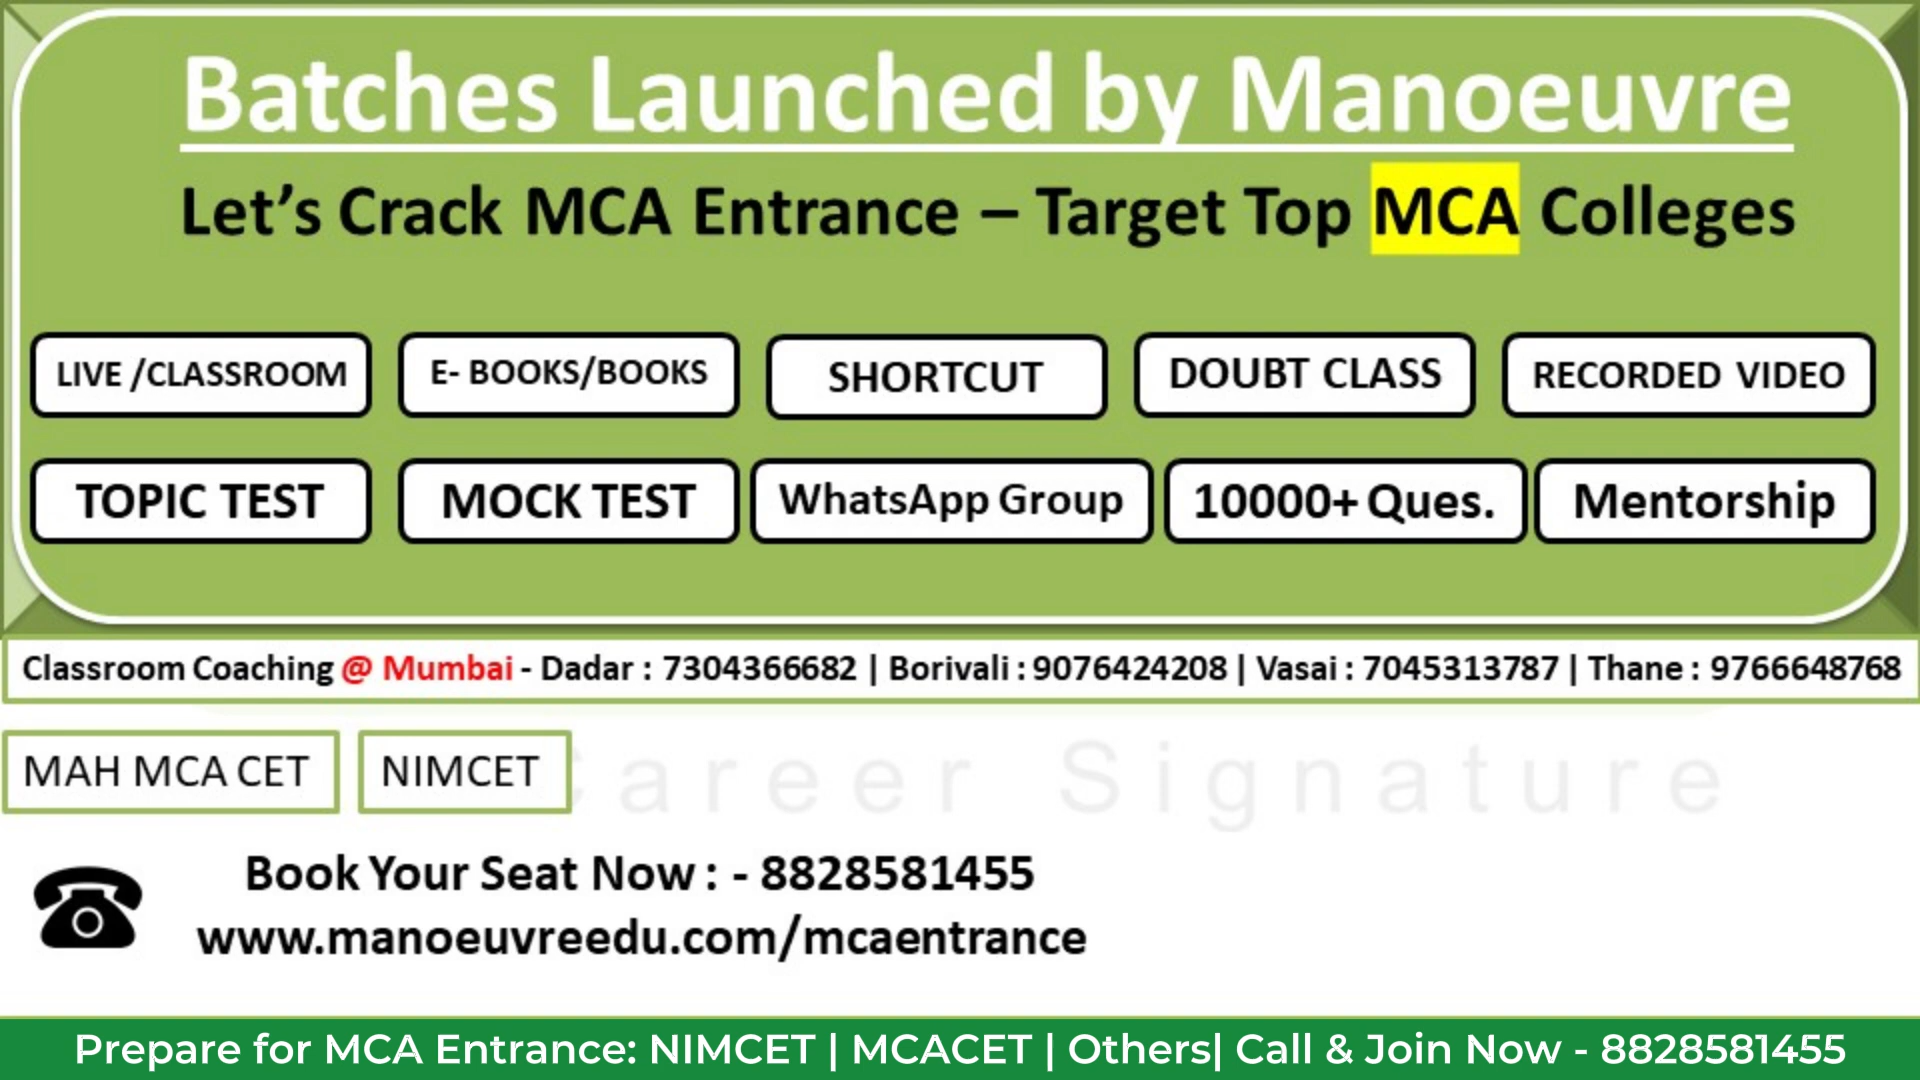 Batches Launched by Manoeuvre
Let's Crack MCA Entrance – Target Top MCA Colleges
LIVE /CLASSROOM
E- BOOKS/BOOKS
SHORTCUT
DOUBT CLASS
RECORDED VIDEO
TOPIC TEST
MOCK TEST
WhatsApp Group
10000+ Ques.
Mentorship
Classroom Coaching @ Mumbai - Dadar : 7304366682 | Borivali : 9076424208 | Vasai : 7045313787 | Thane : 9766648768
MAH MCA CET
NIMCET
Career Signature
Book Your Seat Now : - 8828581455
www.manoeuvreedu.com/mcaentrance
Prepare for MCA Entrance: NIMCET | MCACET | Others| Call & Join Now - 8828581455